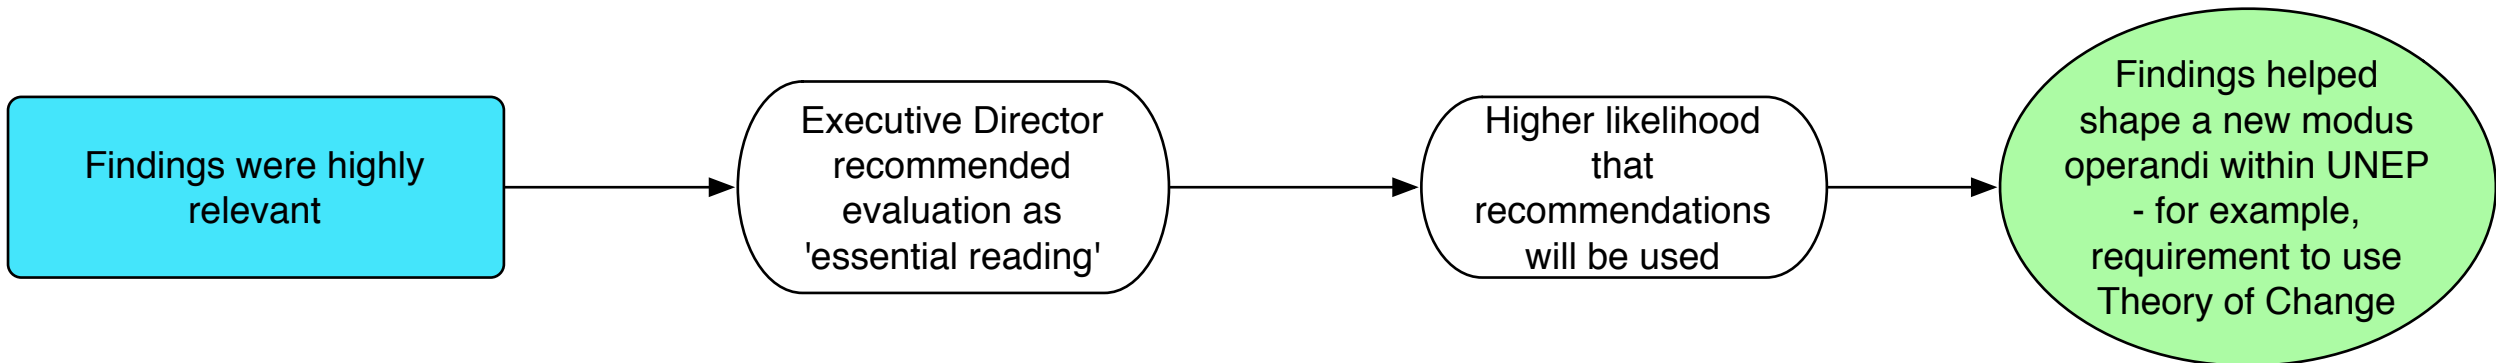 Findings were highly
relevant
Executive Director
recommended
evaluation as
'essential reading'
Higher likelihood
that
recommendations
will be used
Findings helped
shape a new modus
operandi within UNEP
- for example,
requirement to use
Theory of Change